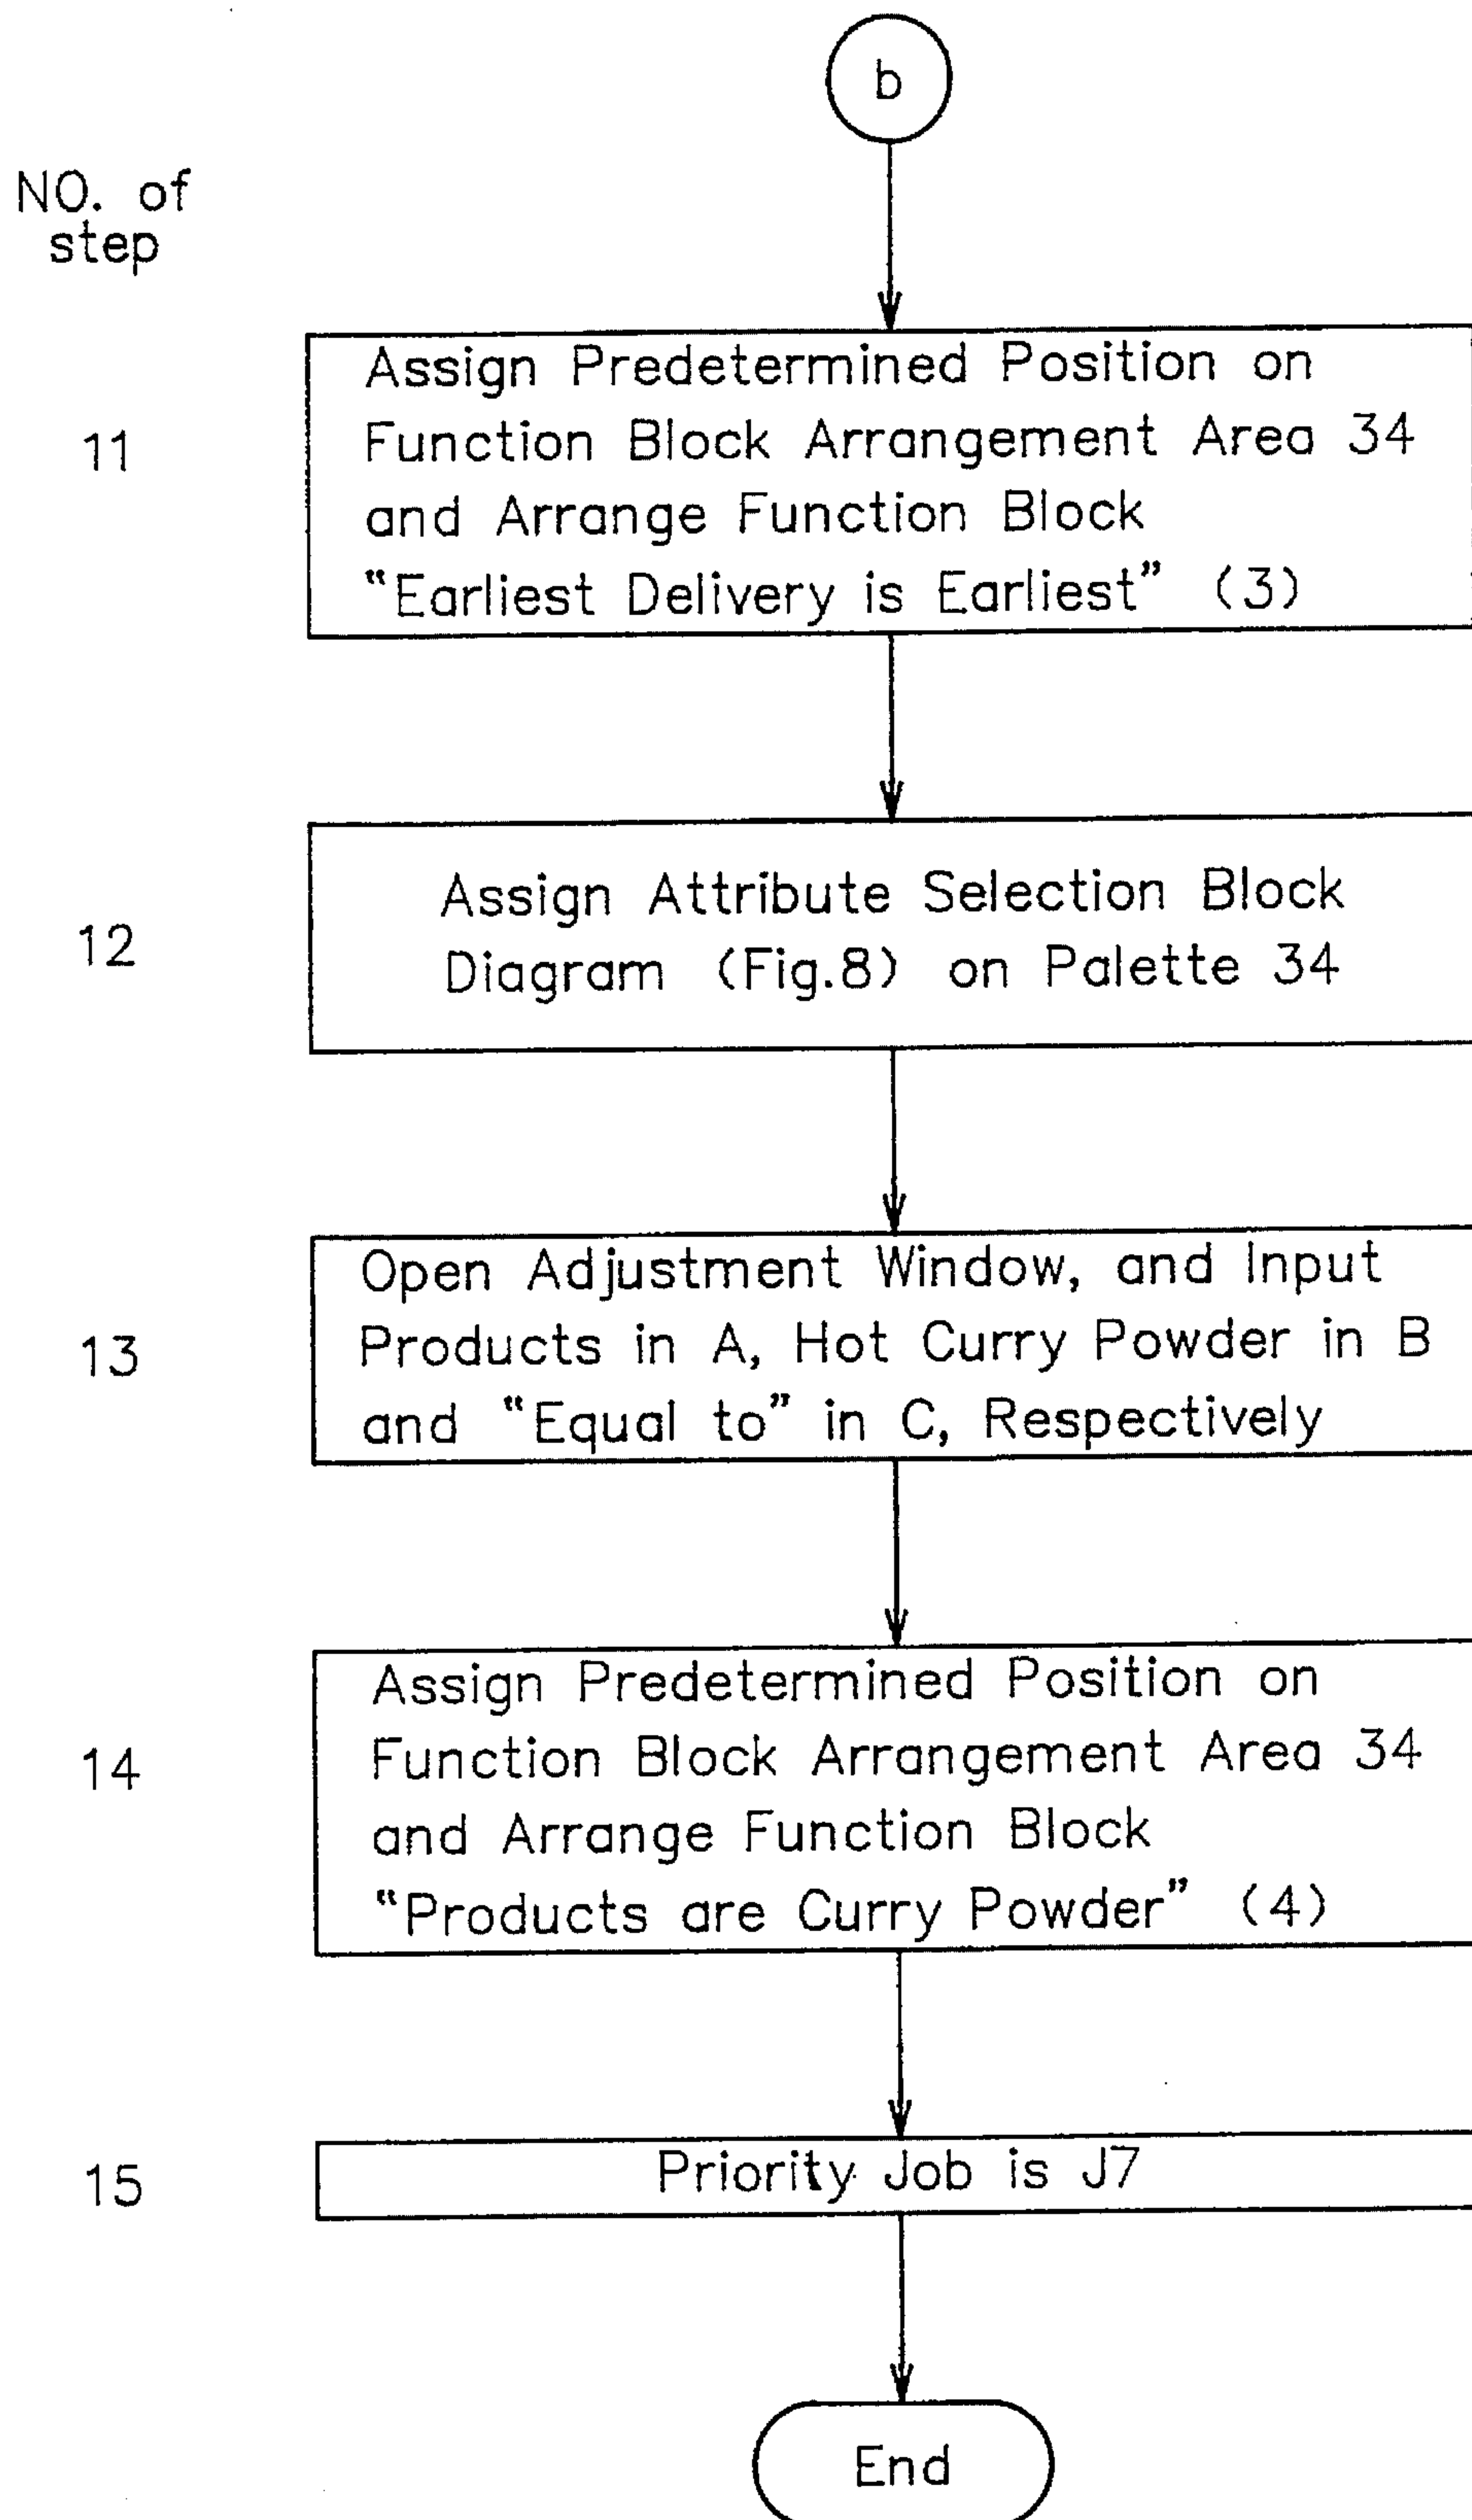 b
NO. of
step
11
Assign Predetermined Position on
Function Block Arrangement Area 34
and Arrange Function Block
“Earliest Delivery is Earliest” (3)
12
Assign Attribute Selection Block
Diagram (Fig.8) on Palette 34
13
Open Adjustment Window, and Input
Products in A, Hot Curry Powder in B
and “Equal to” in C, Respectively
14
Assign Predetermined Position on
Function Block Arrangement Area 34
and Arrange Function Block
“Products are Curry Powder” (4)
15
Priority Job is J7
End